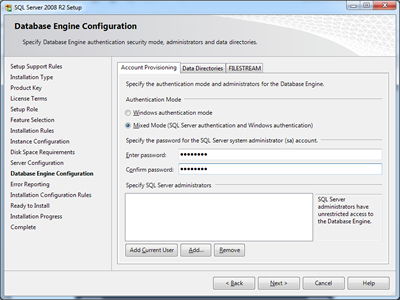 SQL Server 2008 R2 Setup
Database Engine Configuration
Specify Database Engine authentication security mode, administrators and data directories.
Setup Support Rules
Installation Type
Product Key
License Terms
Setup Role
Feature Selection
Installation Rules
Instance Configuration
Disk Space Requirements
Server Configuration
Database Engine Configuration
Error Reporting
Installation Configuration Rules
Ready to Install
Installation Progress
Complete
Account Provisioning Data Directories FILESTREAM
Specify the authentication mode and administrators for the Database Engine.
Authentication Mode
Windows authentication mode
Mixed Mode (SQL Server authentication and Windows authentication)
Specify the password for the SQL Server system administrator (sa) account.
Enter password: ••••••••
Confirm password: ••••••••
Specify SQL Server administrators
SQL Server
administrators have
unrestricted access to
the Database Engine.
Add Current User Add... Remove
< Back Next > Cancel Help